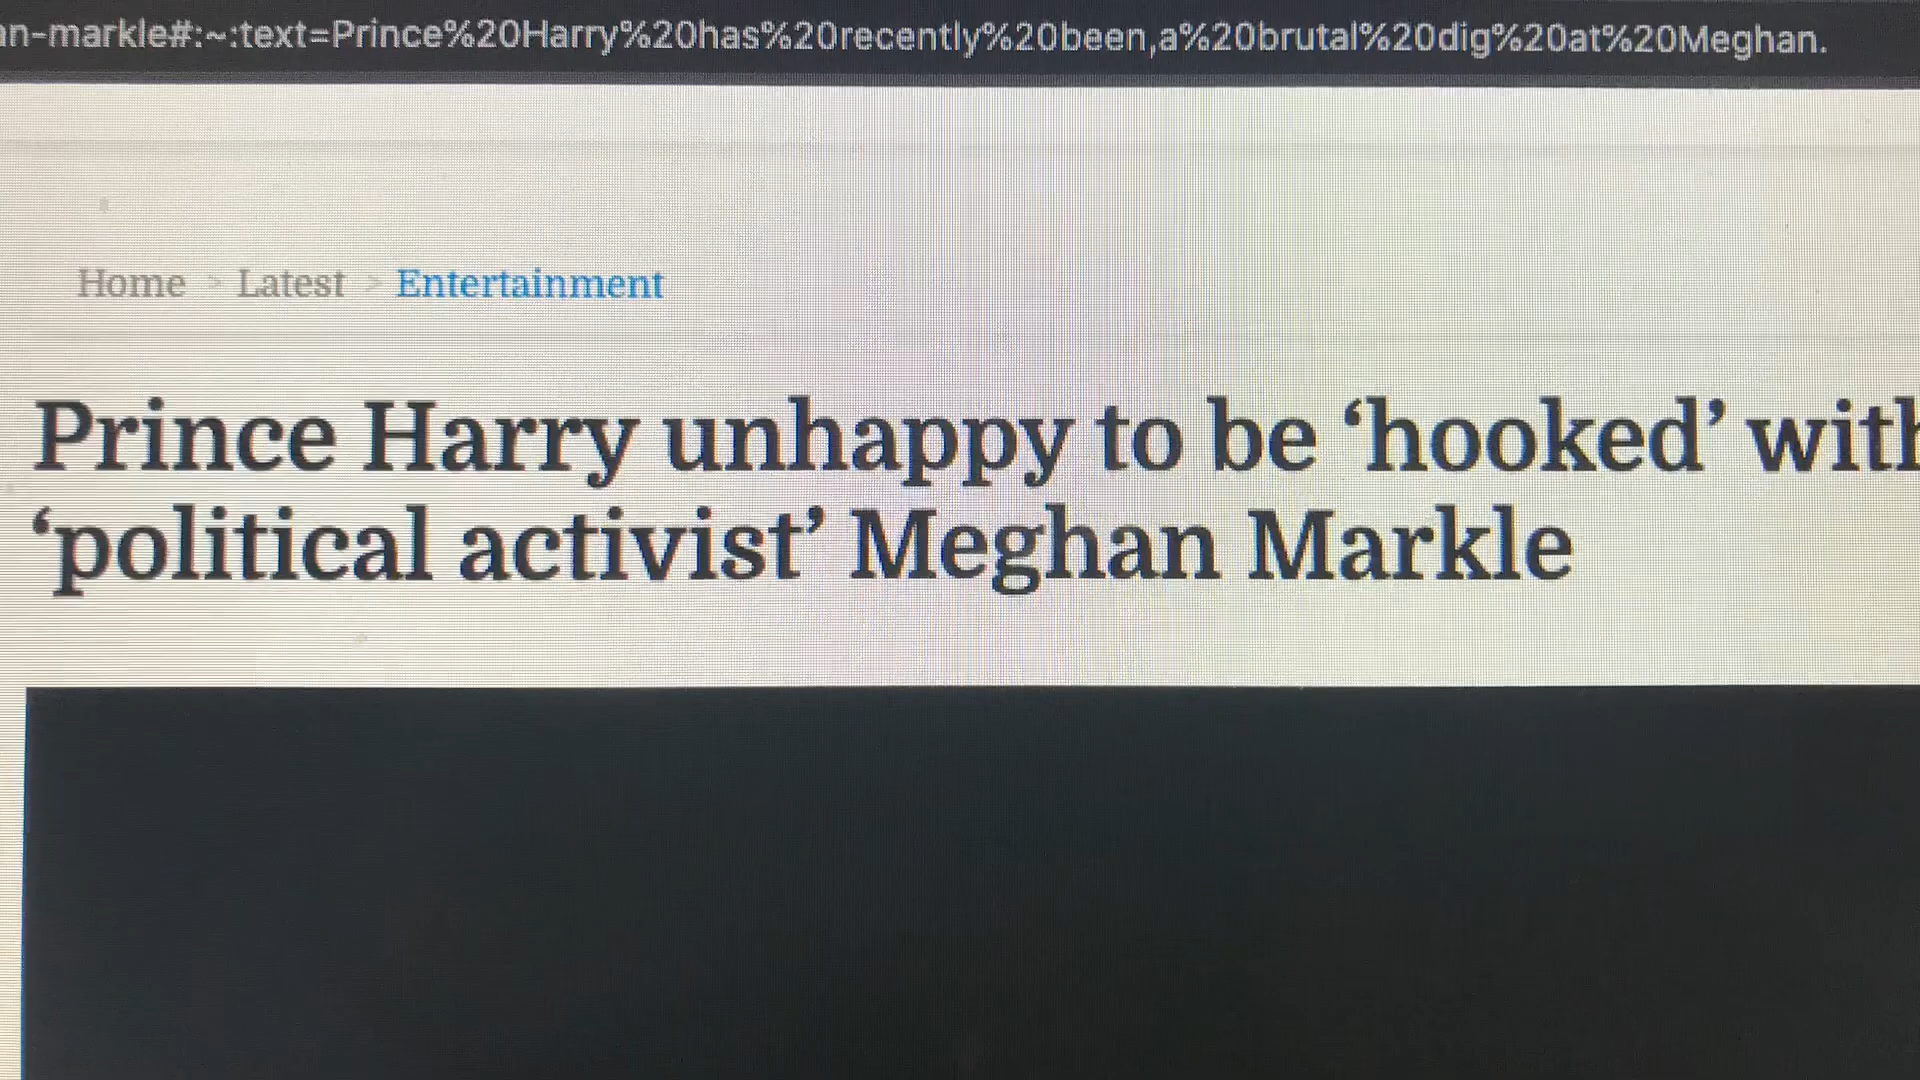 an-markle#:~:text=Prince%20Harry%20has%20recently%20been,a%20brutal%20dig%20at%20Meghan.
Home > Latest > Entertainment
Prince Harry unhappy to be ‘hooked’ with
‘political activist’ Meghan Markle